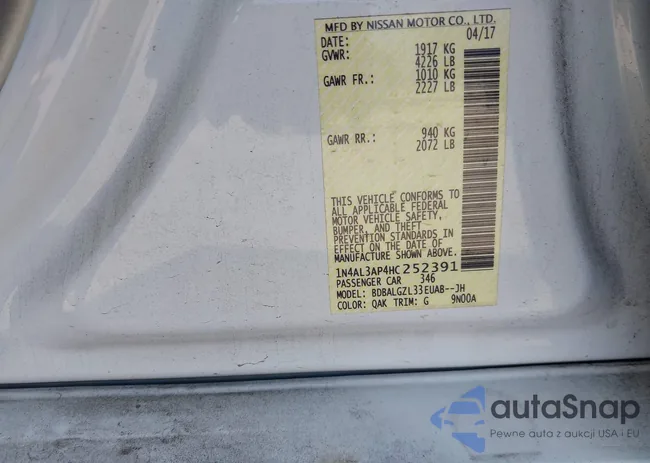 MFD BY NISSAN MOTOR CO., LTD.
DATE: 04/17
GVWR: 1917 KG
4226 LB
GAWR FR.: 1010 KG
2227 LB
GAWR RR.: 940 KG
2072 LB
THIS VEHICLE CONFORMS TO
ALL APPLICABLE FEDERAL
MOTOR VEHICLE SAFETY,
BUMPER, AND THEFT
PREVENTION STANDARDS IN
EFFECT ON THE DATE OF
MANUFACTURE SHOWN ABOVE.
1N4AL3AP4HC252391
PASSENGER CAR 346
MODEL: BDBALGZL33EUAB--JH
COLOR: QAK TRIM: G 9N00A
autaSnap
Pewne auta z aukcji USA i EU